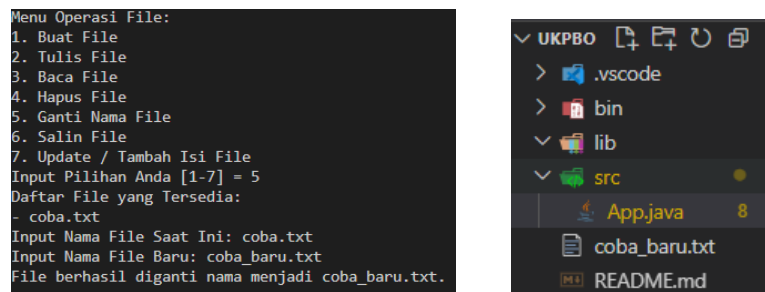 Menu Operasi File:
1. Buat File
2. Tulis File
3. Baca File
4. Hapus File
5. Ganti Nama File
6. Salin File
7. Update / Tambah Isi File
Input Pilihan Anda [1-7] = 5
Daftar File yang Tersedia:
- coba.txt
Input Nama File Saat Ini: coba.txt
Input Nama File Baru: coba_baru.txt
File berhasil diganti nama menjadi coba_baru.txt.
UKPBO
.vscode
bin
lib
src
App.java 8
coba_baru.txt
README.md